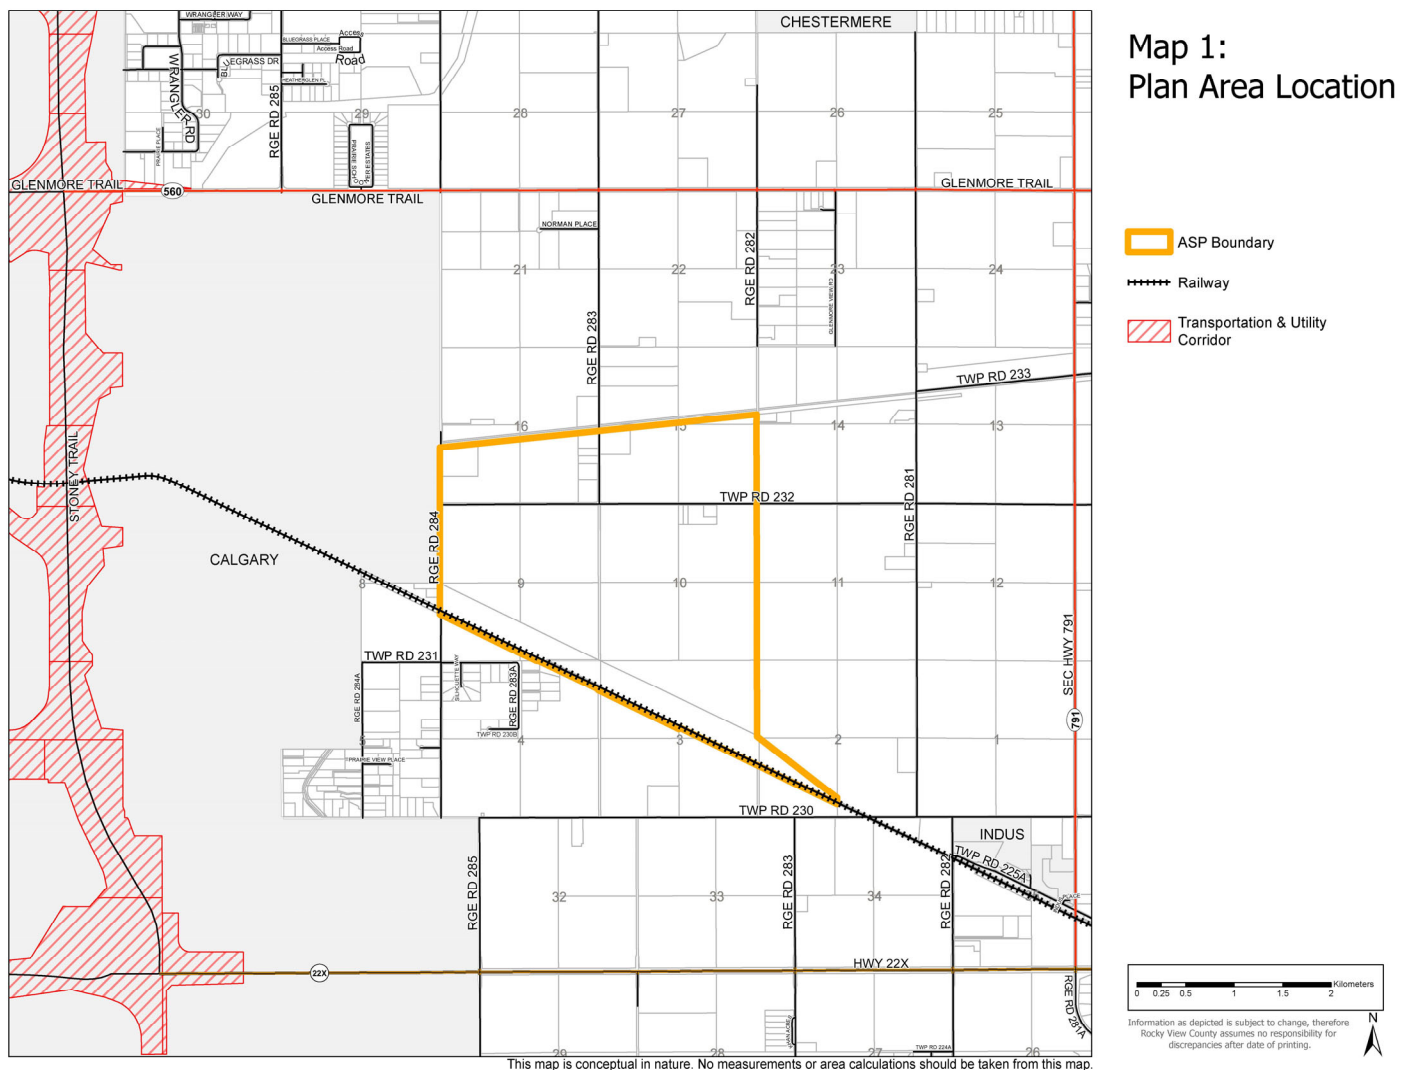 Map 1:
Plan Area Location
ASP Boundary
Railway
Transportation & Utility
Corridor
CHESTERMERE
WRANGLER WAY
BLUEGRASS PLACE
Access
Access Road
Road
BLUEGRASS DR
HEATHERGLEN PL
WRANGLER RD
PRAIRIE PLACE
RGE RD 285
30
29
28
27
26
25
GLENMORE TRAIL
560
GLENMORE TRAIL
GLENMORE TRAIL
NORMAN PLACE
RGE RD 282
21
22
23
24
GLENMORE VIEW RD
RGE RD 283
TWP RD 233
16
15
14
13
STONEY TRAIL
TWP RD 232
RGE RD 281
RGE RD 284
CALGARY
8
9
10
11
12
TWP RD 231
SILHOUETTE WAY
RGE RD 283A
RGE RD 284A
TWP RD 230B
SEC HWY 791
791
4
3
2
1
PRAIRIE VIEW PLACE
TWP RD 230
INDUS
TWP RD 225A
RGE RD 285
RGE RD 283
RGE RD 282
32
33
34
PLACE
22X
HWY 22X
RGE RD 281A
29
28
27
26
TWP RD 224A
Kilometers
0 0.25 0.5 1 1.5 2
N
Information as depicted is subject to change, therefore
Rocky View County assumes no responsibility for
discrepancies after date of printing.
This map is conceptual in nature. No measurements or area calculations should be taken from this map.